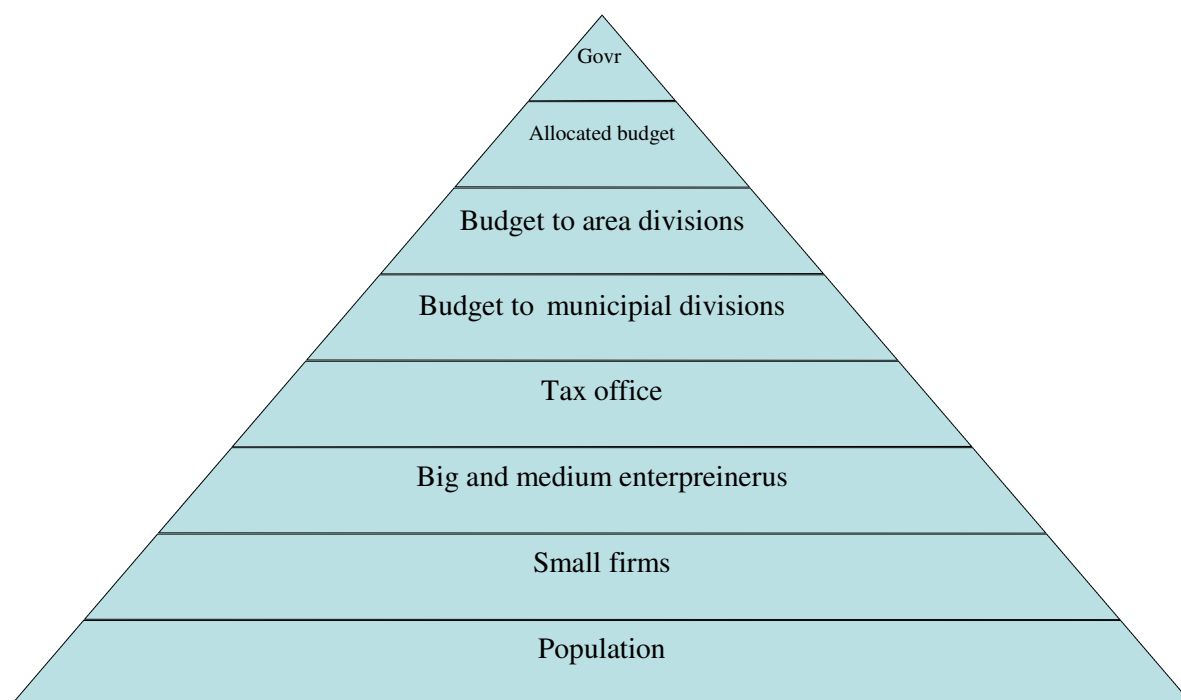 Govr
Allocated budget
Budget to area divisions
Budget to municipial divisions
Tax office
Big and medium enterpreinerus
Small firms
Population